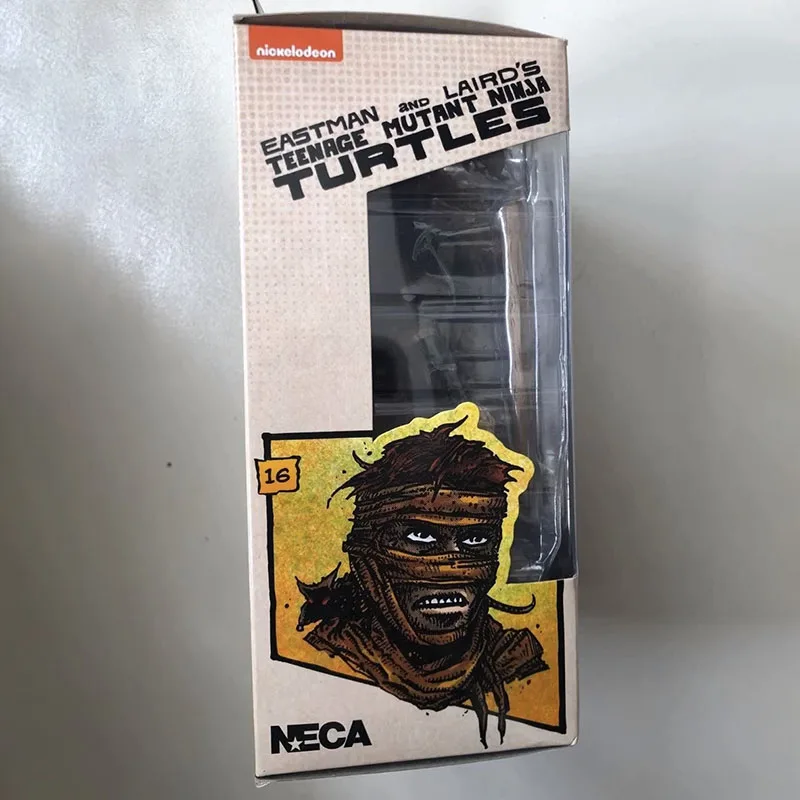 nickelodeon
EASTMAN AND LAIRD'S
TEENAGE MUTANT NINJA
TURTLES
16
NECA